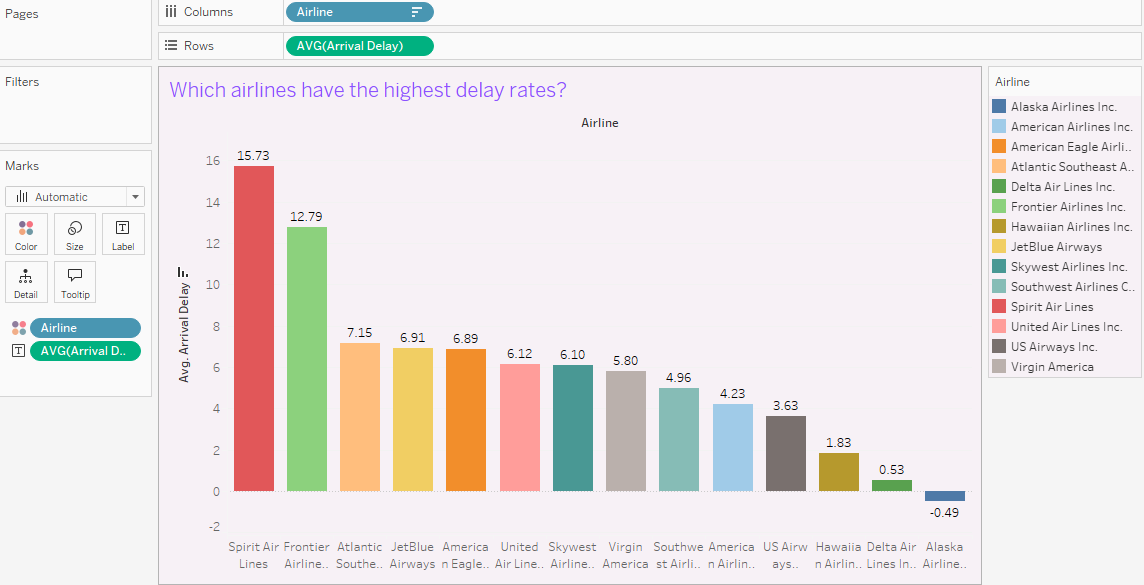 Pages
Columns
Airline
Rows
AVG(Arrival Delay)
Filters
Marks
Automatic
Color
Size
Label
Detail
Tooltip
Airline
AVG(Arrival D..
Which airlines have the highest delay rates?
Airline
Avg. Arrival Delay
16
14
12
10
8
6
4
2
0
-2
15.73
12.79
7.15
6.91
6.89
6.12
6.10
5.80
4.96
4.23
3.63
1.83
0.53
-0.49
Spirit Air
Lines
Frontier
Airline..
Atlantic
Southe..
JetBlue
Airways
America
n Eagle..
United
Air Line..
Skywest
Airline..
Virgin
America
Southwe
st Airli..
America
n Airlin..
US Airw
ays..
Hawaiia
n Airlin..
Delta Air
Lines In..
Alaska
Airline..
Airline
Alaska Airlines Inc.
American Airlines Inc.
American Eagle Airli..
Atlantic Southeast A..
Delta Air Lines Inc.
Frontier Airlines Inc.
Hawaiian Airlines Inc.
JetBlue Airways
Skywest Airlines Inc.
Southwest Airlines C..
Spirit Air Lines
United Air Lines Inc.
US Airways Inc.
Virgin America